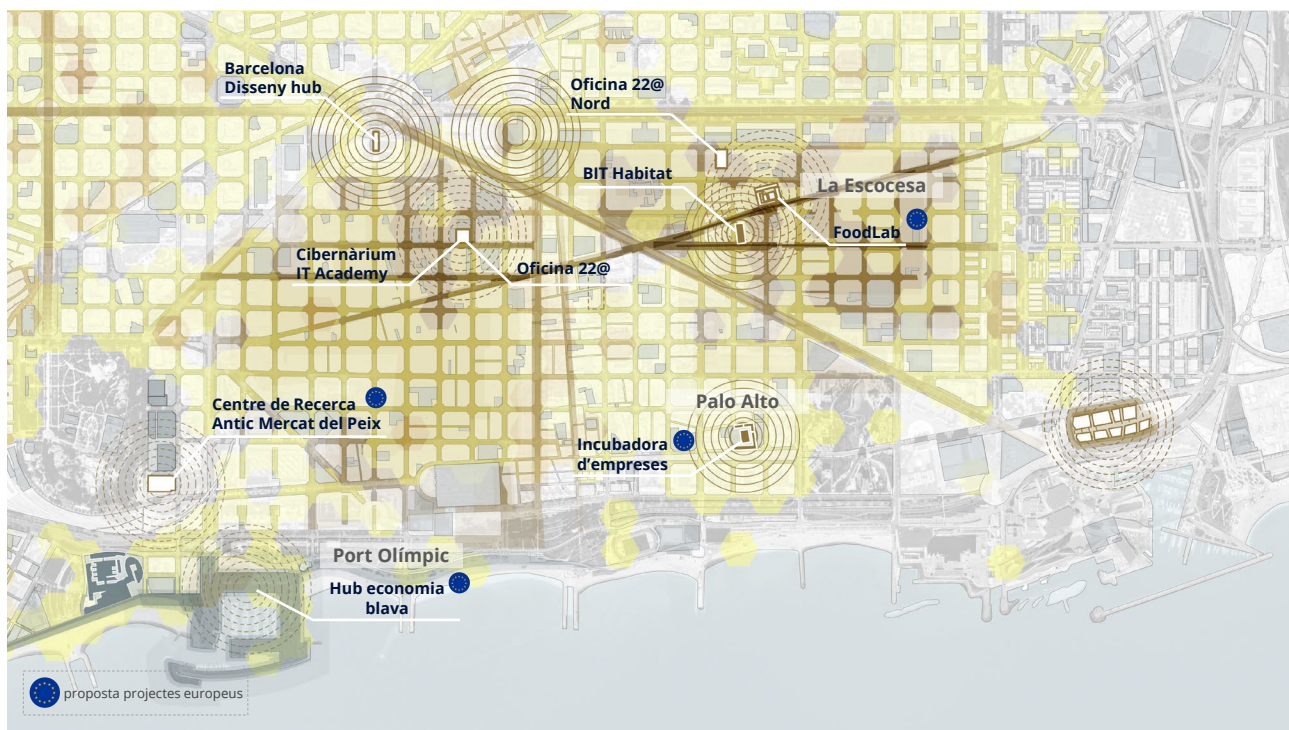 Barcelona
Disseny hub
Oficina 22@
Nord
BIT Habitat
La Escocesa
FoodLab
Cibernàrium
IT Academy
Oficina 22@
Centre de Recerca
Antic Mercat del Peix
Palo Alto
Incubadora
d'empreses
Port Olímpic
Hub economia
blava
proposta projectes europeus